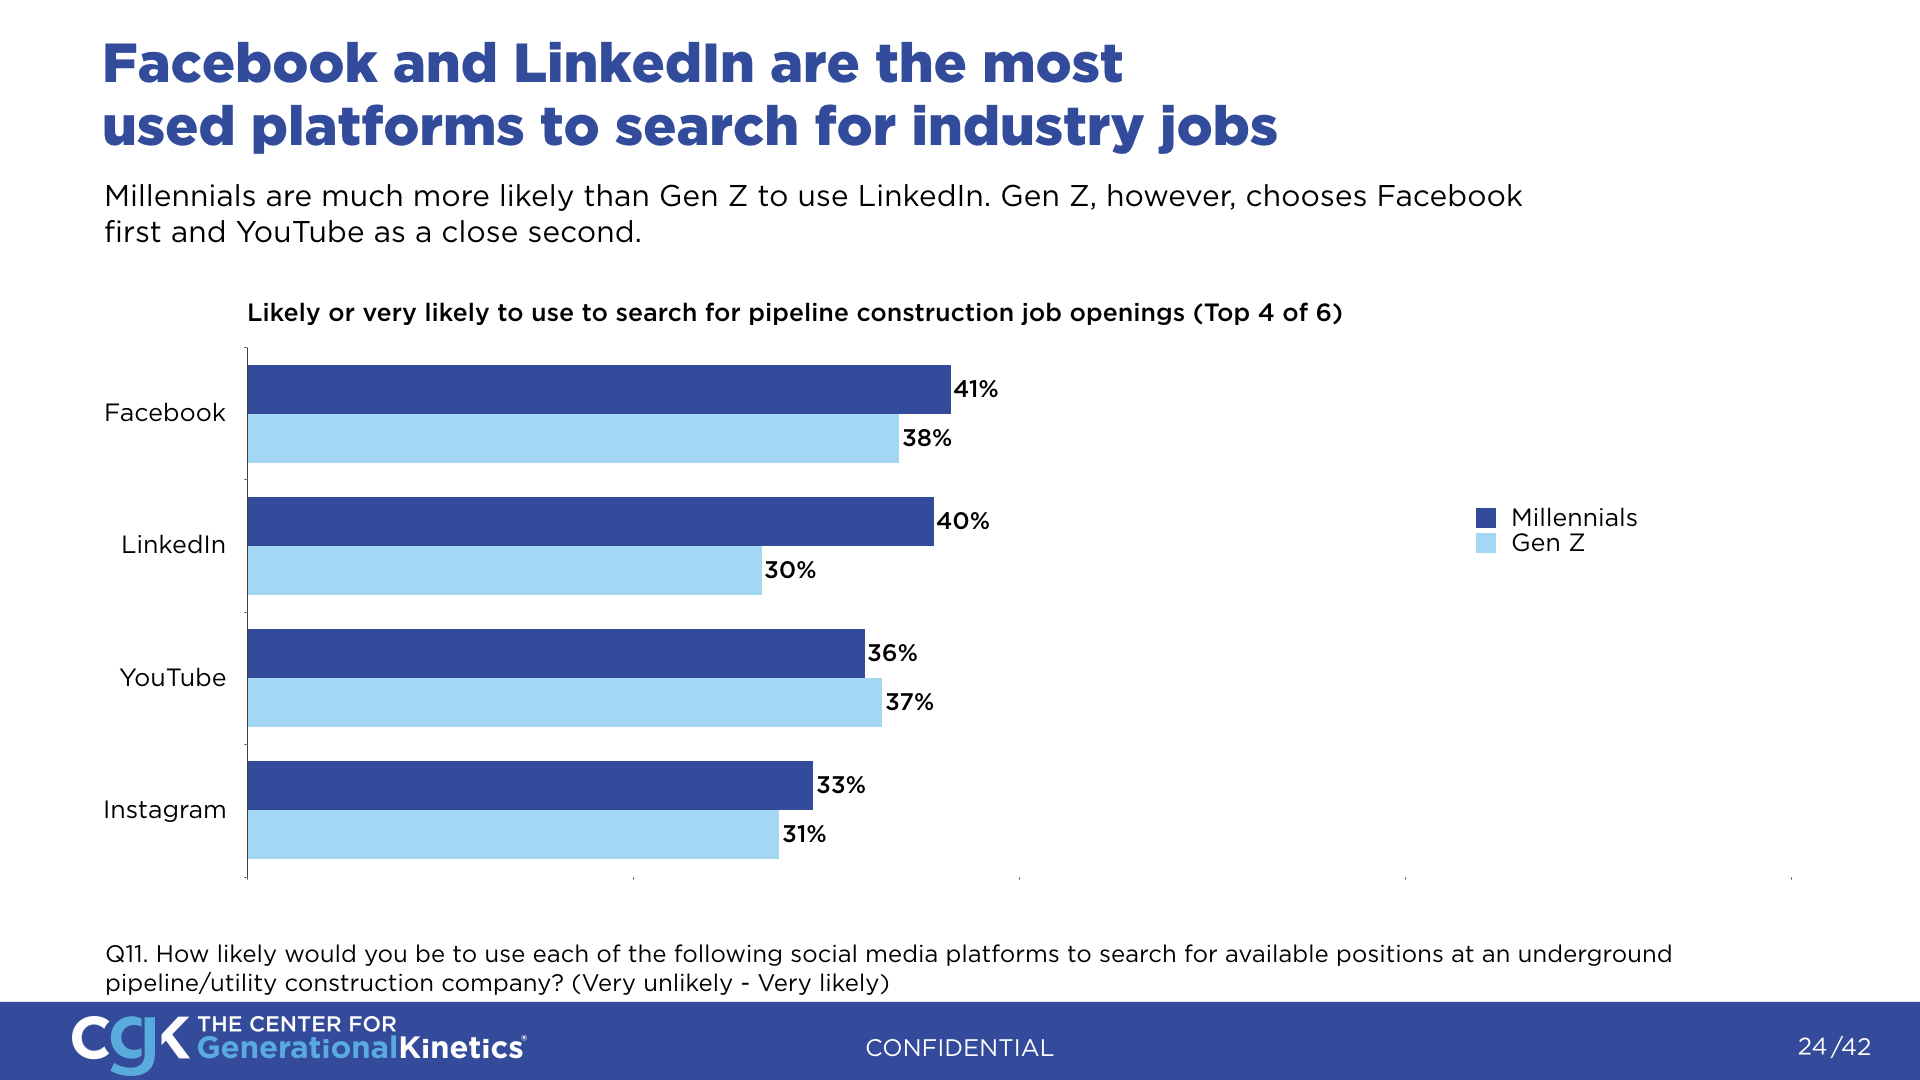 Facebook and LinkedIn are the most
used platforms to search for industry jobs
Millennials are much more likely than Gen Z to use LinkedIn. Gen Z, however, chooses Facebook
first and YouTube as a close second.
Likely or very likely to use to search for pipeline construction job openings (Top 4 of 6)
Facebook
41%
38%
LinkedIn
40%
30%
YouTube
36%
37%
Instagram
33%
31%
Millennials
Gen Z
Q11. How likely would you be to use each of the following social media platforms to search for available positions at an underground
pipeline/utility construction company? (Very unlikely - Very likely)
cgk
THE CENTER FOR
GenerationalKinetics®
CONFIDENTIAL
24/42